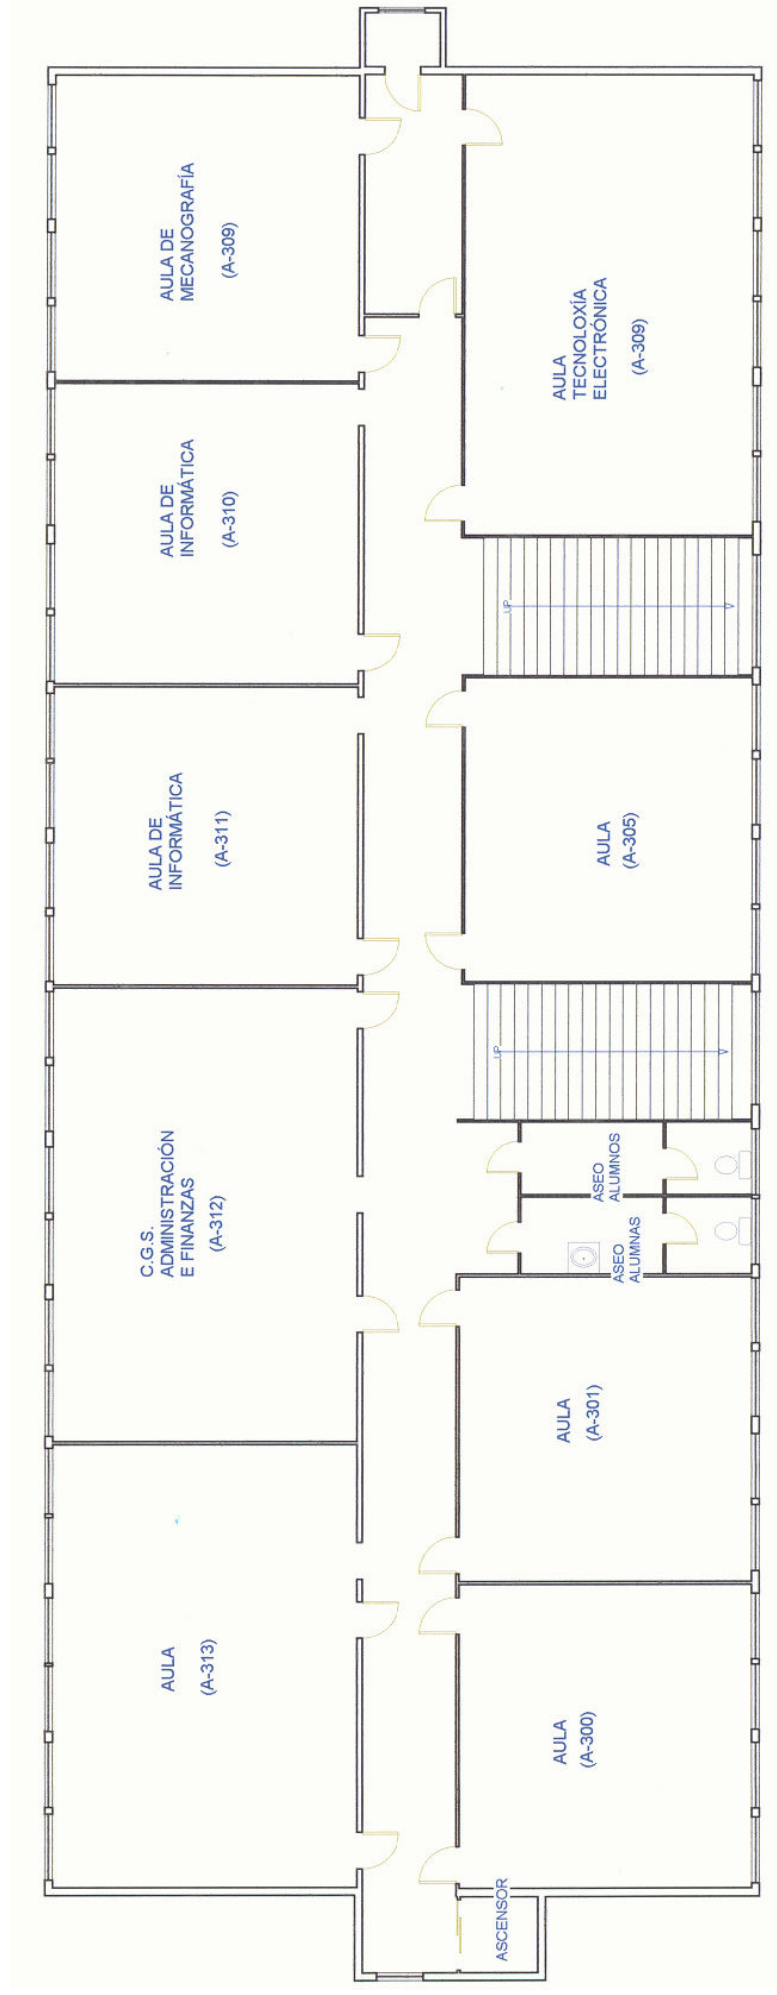 AULA DE
MECANOGRAFÍA
(A-309)
AULA
TECNOLOXÍA
ELECTRÓNICA
(A-309)
AULA DE
INFORMÁTICA
(A-310)
UP
AULA DE
INFORMÁTICA
(A-311)
AULA
(A-305)
UP
C.G.S.
ADMINISTRACIÓN
E FINANZAS
(A-312)
ASEO
ALUMNOS
ASEO
ALUMNAS
AULA
(A-301)
AULA
(A-313)
AULA
(A-300)
ASCENSOR